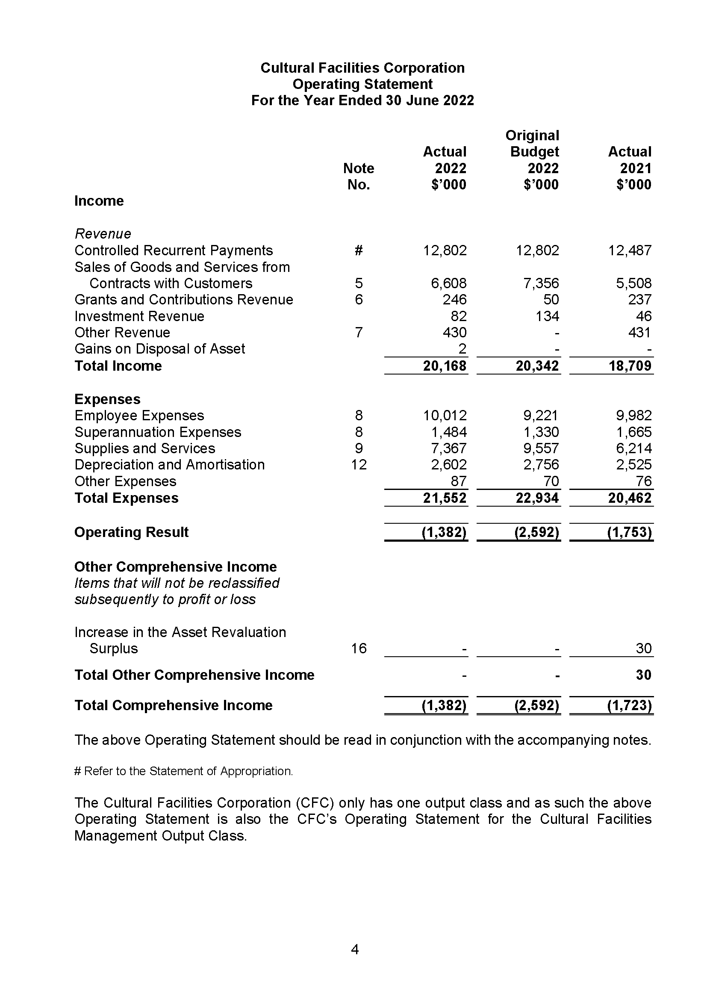 Cultural Facilities Corporation
Operating Statement
For the Year Ended 30 June 2022
Original
Actual Budget Actual
Note 2022 2022 2021
No. $’000 $’000 $’000
Income
Revenue
Controlled Recurrent Payments # 12,802 12,802 12,487
Sales of Goods and Services from
Contracts with Customers 5 6,608 7,356 5,508
Grants and Contributions Revenue 6 246 50 237
Investment Revenue 82 134 46
Other Revenue 7 430 - 431
Gains on Disposal of Asset 2 - -
Total Income 20,168 20,342 18,709
Expenses
Employee Expenses 8 10,012 9,221 9,982
Superannuation Expenses 8 1,484 1,330 1,665
Supplies and Services 9 7,367 9,557 6,214
Depreciation and Amortisation 12 2,602 2,756 2,525
Other Expenses 87 70 76
Total Expenses 21,552 22,934 20,462
Operating Result (1,382) (2,592) (1,753)
Other Comprehensive Income
Items that will not be reclassified
subsequently to profit or loss
Increase in the Asset Revaluation
Surplus 16 - - 30
Total Other Comprehensive Income - - 30
Total Comprehensive Income (1,382) (2,592) (1,723)
The above Operating Statement should be read in conjunction with the accompanying notes.
# Refer to the Statement of Appropriation.
The Cultural Facilities Corporation (CFC) only has one output class and as such the above
Operating Statement is also the CFC’s Operating Statement for the Cultural Facilities
Management Output Class.
4